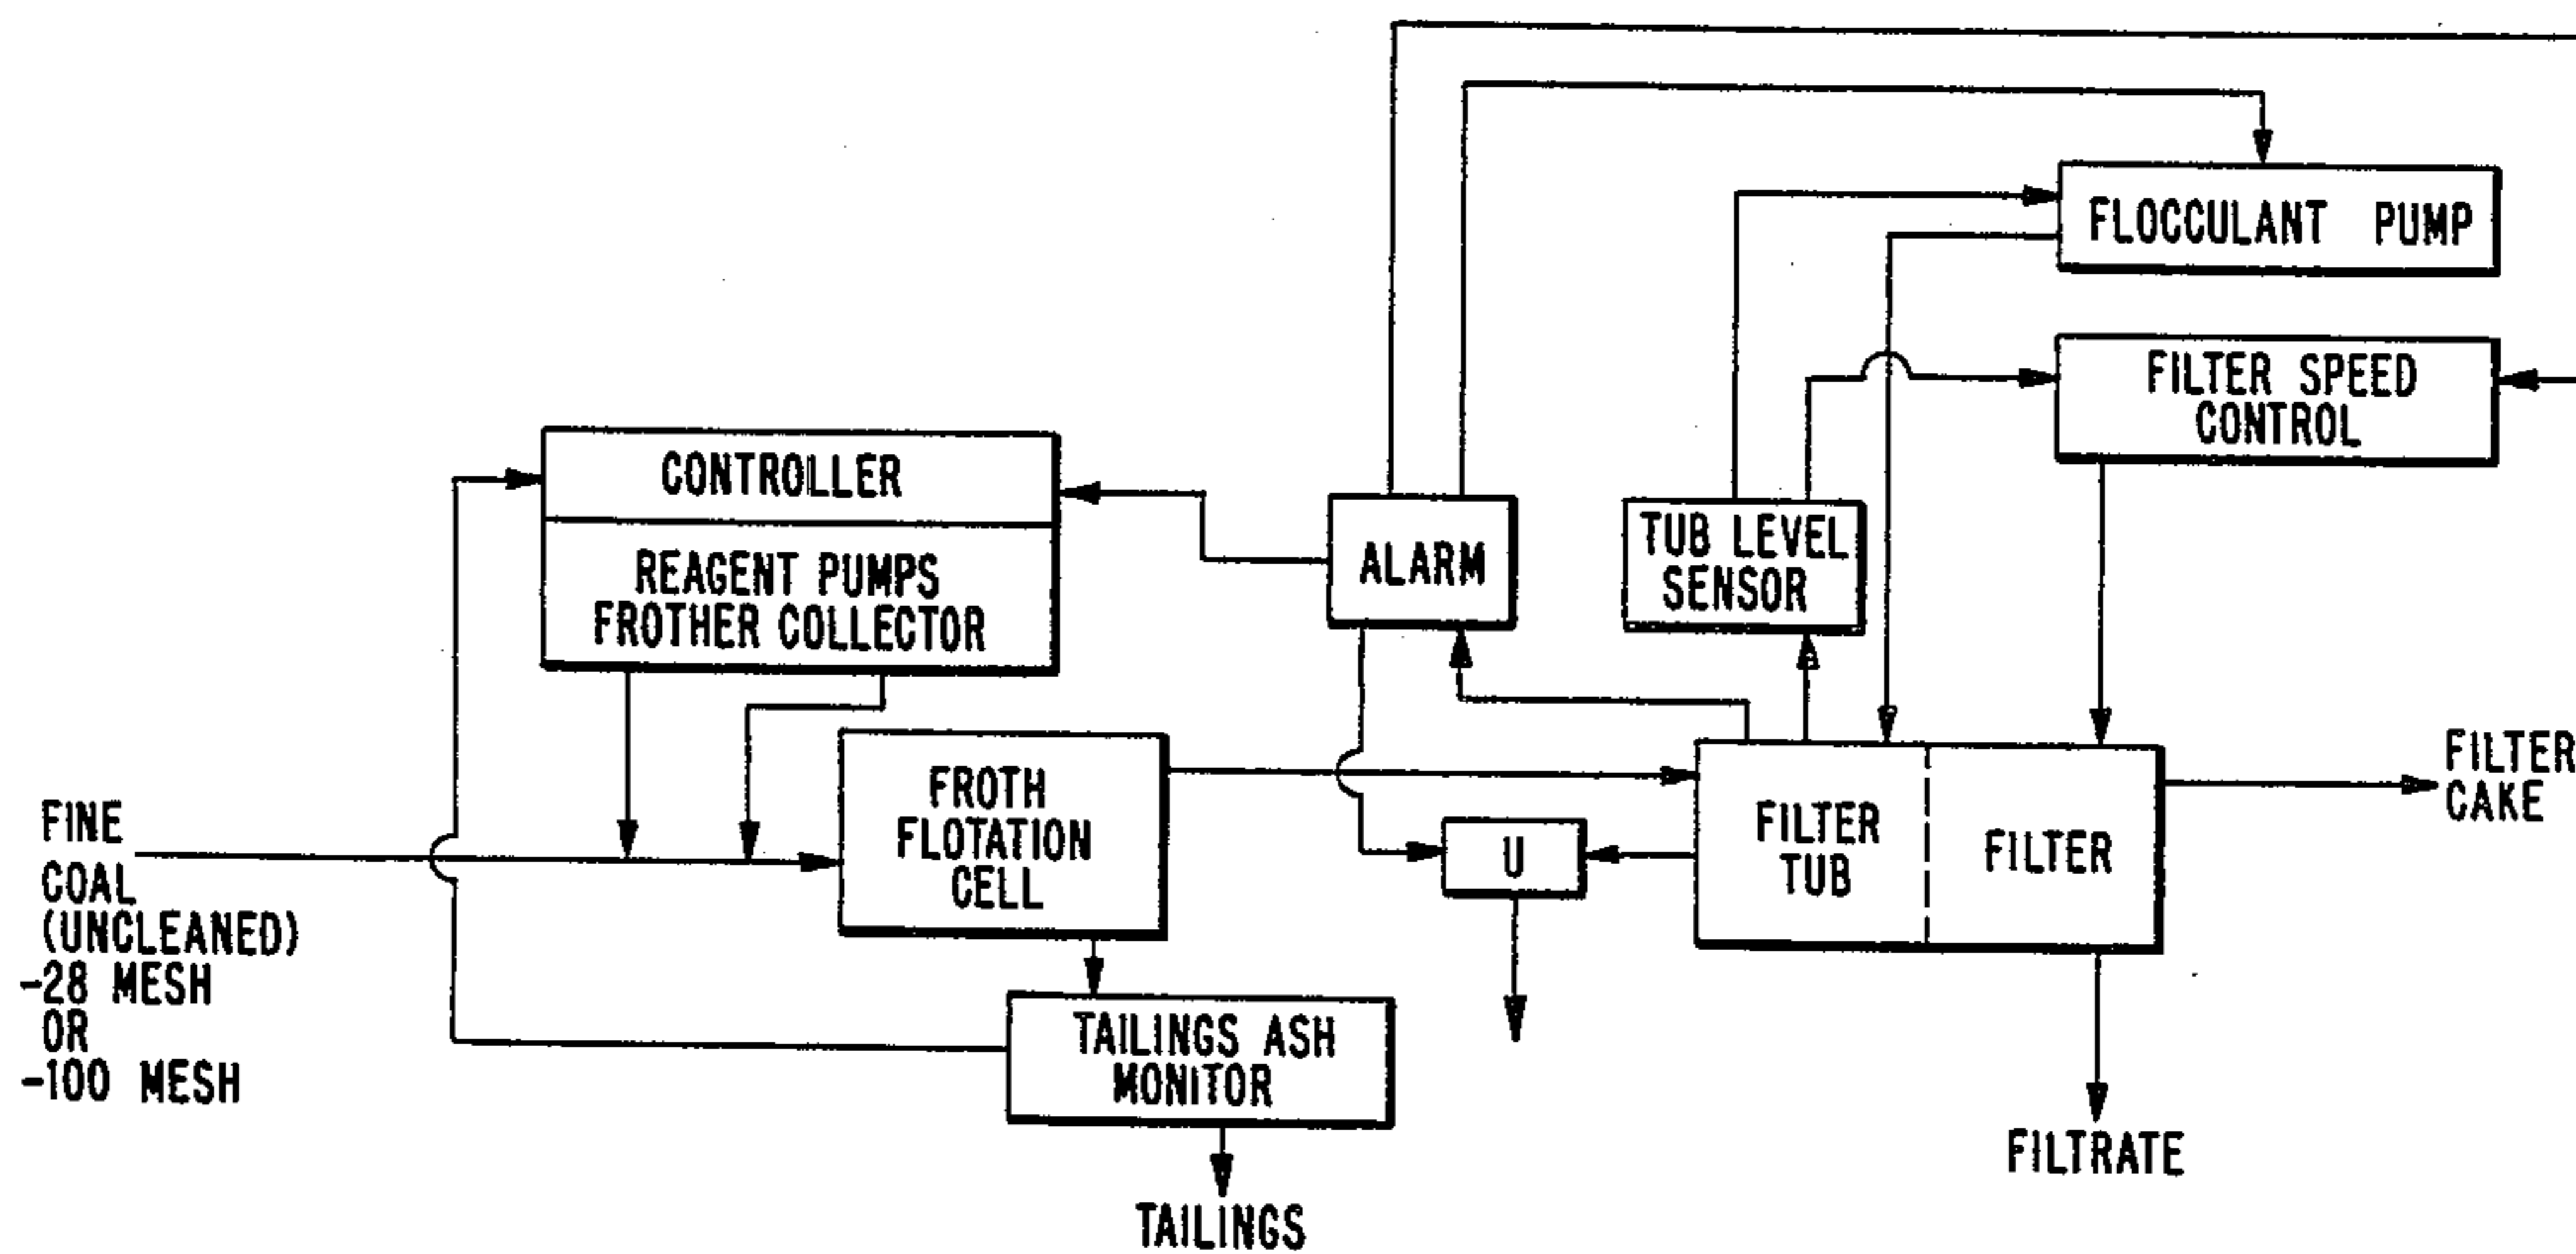 FLOCCULANT PUMP
FILTER SPEED
CONTROL
CONTROLLER
REAGENT PUMPS
FROTHER COLLECTOR
ALARM
TUB LEVEL
SENSOR
FINE
COAL
(UNCLEANED)
-28 MESH
OR
-100 MESH
FROTH
FLOTATION
CELL
U
FILTER
TUB
FILTER
FILTER
CAKE
TAILINGS ASH
MONITOR
TAILINGS
FILTRATE